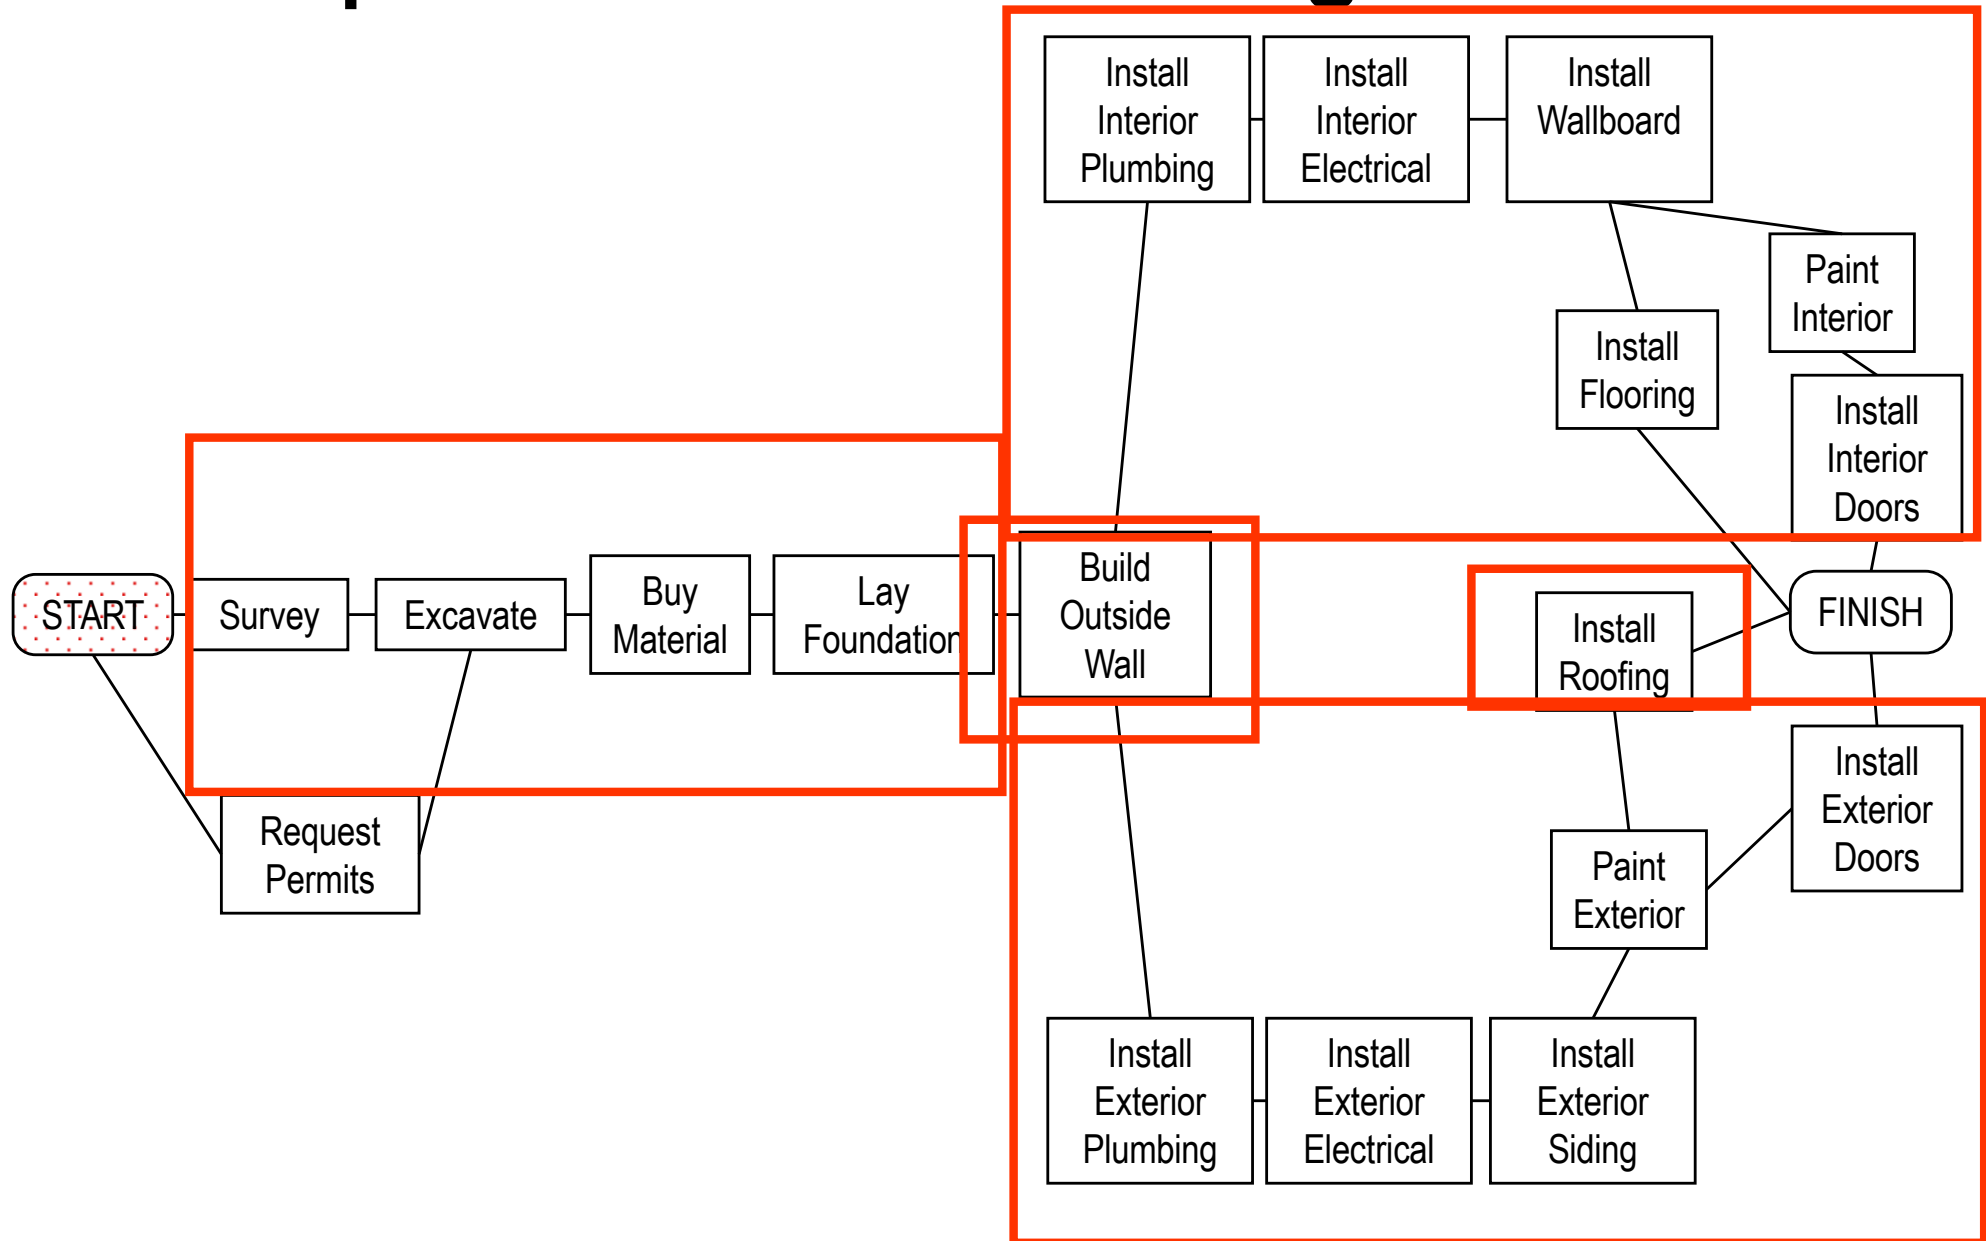 Install
Interior
Plumbing
Install
Interior
Electrical
Install
Wallboard
Paint
Interior
Install
Flooring
Install
Interior
Doors
START
Survey
Excavate
Buy
Material
Lay
Foundation
Build
Outside
Wall
Install
Roofing
FINISH
Request
Permits
Install
Exterior
Doors
Paint
Exterior
Install
Exterior
Plumbing
Install
Exterior
Electrical
Install
Exterior
Siding